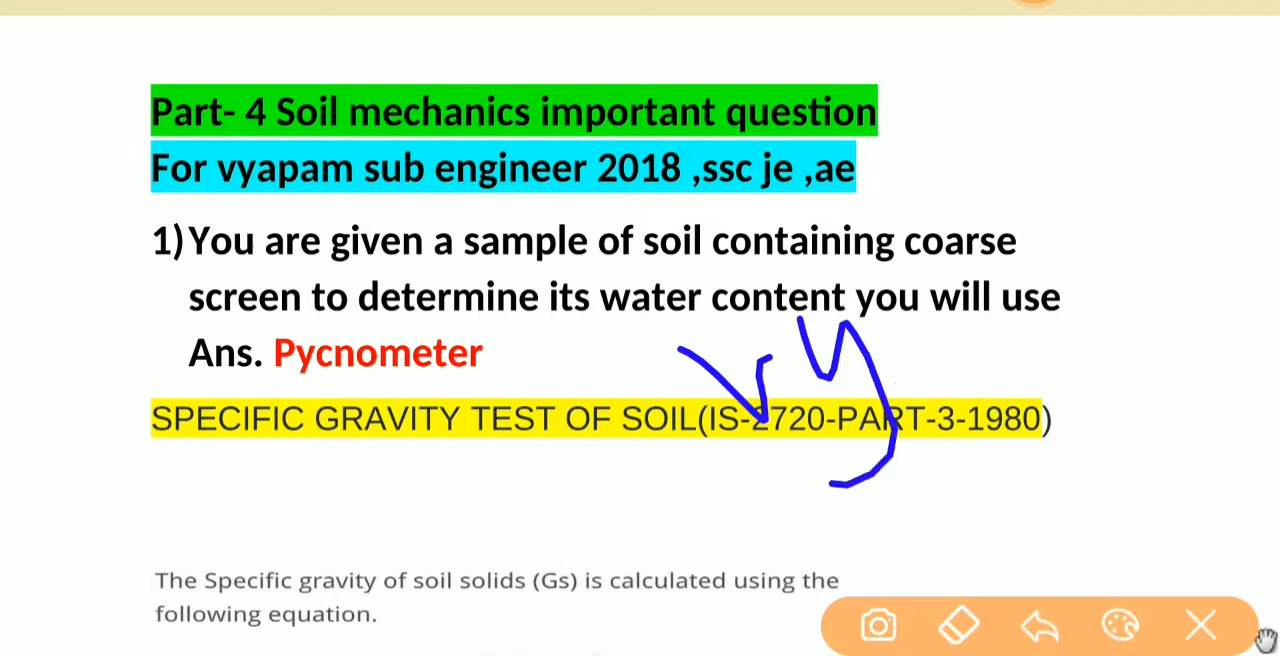 Part- 4 Soil mechanics important question
For vyapam sub engineer 2018 ,ssc je ,ae
1) You are given a sample of soil containing coarse
screen to determine its water content you will use
Ans. Pycnometer
vy
SPECIFIC GRAVITY TEST OF SOIL(IS-2720-PART-3-1980)
The Specific gravity of soil solids (Gs) is calculated using the
following equation.